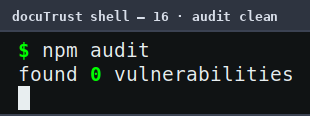 docuTrust shell — 16 · audit clean
$ npm audit
found 0 vulnerabilities